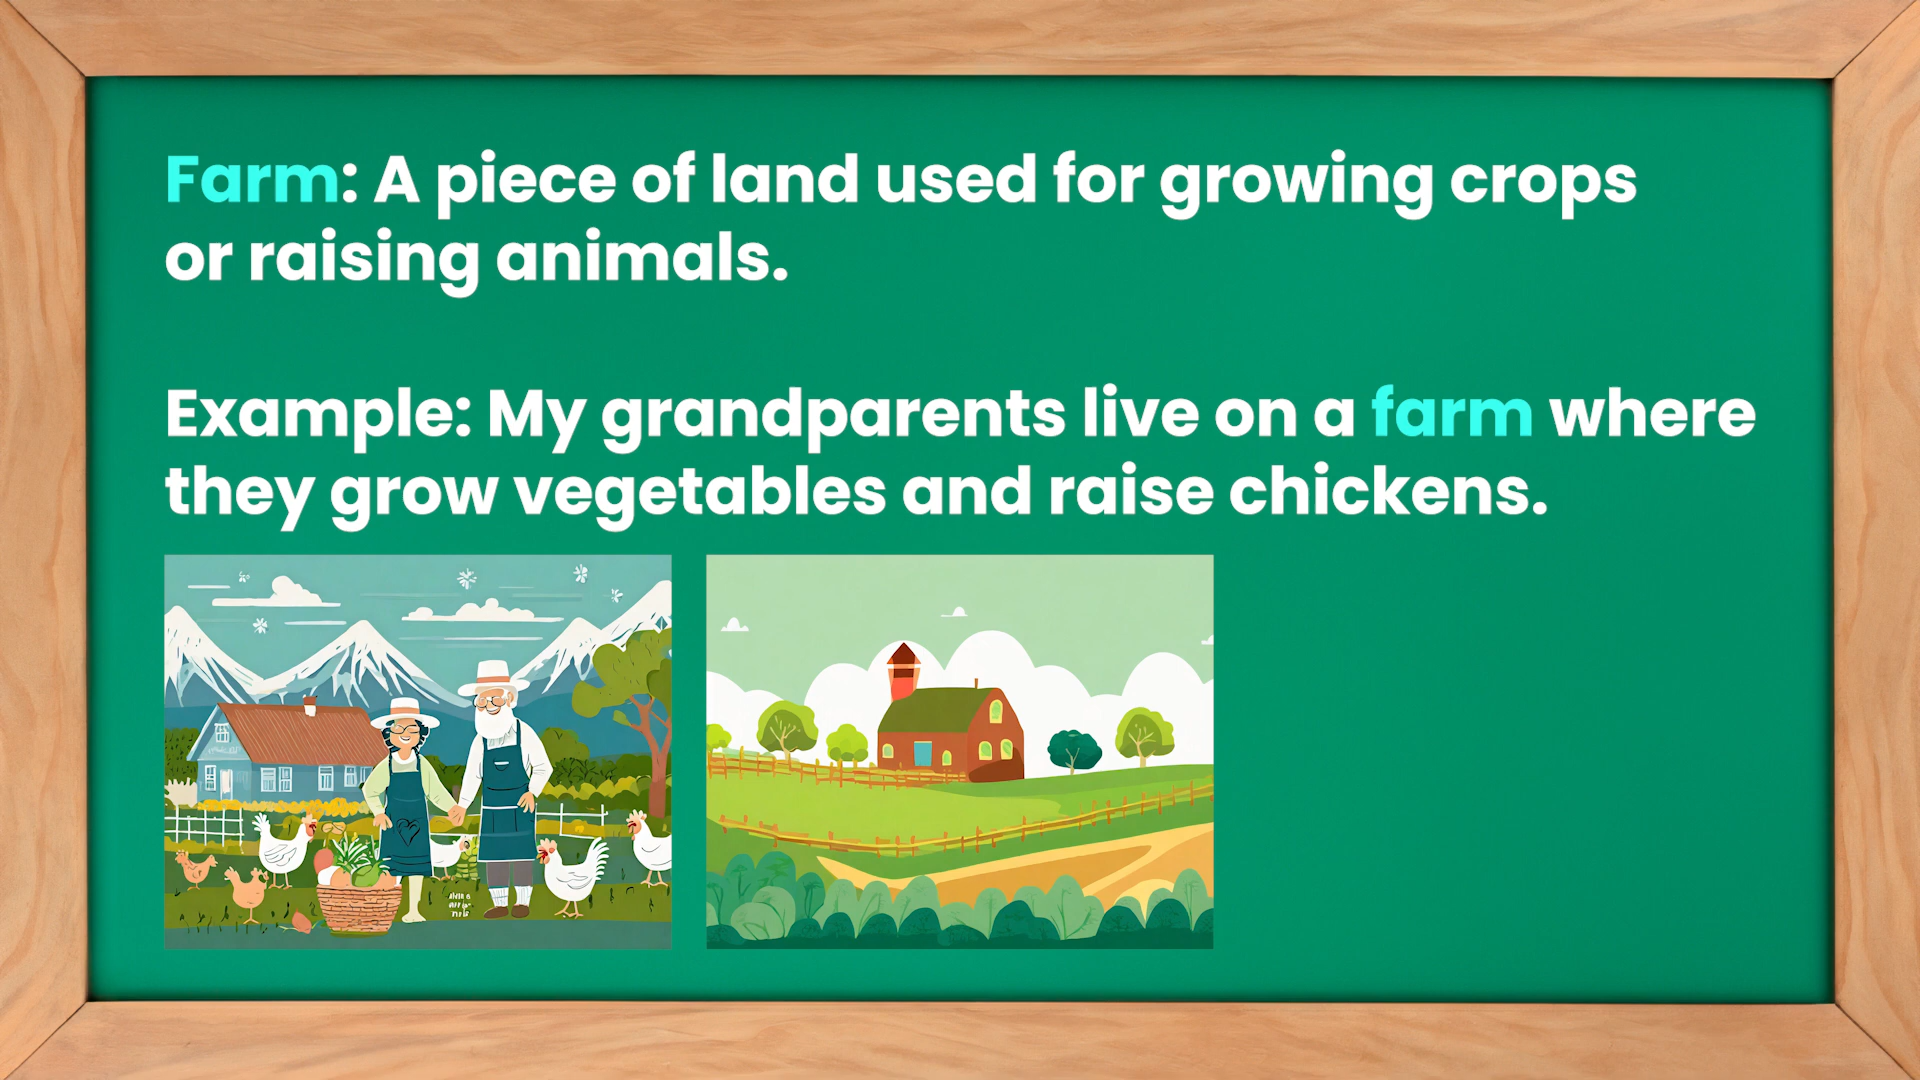 Farm: A piece of land used for growing crops
or raising animals.
Example: My grandparents live on a farm where
they grow vegetables and raise chickens.